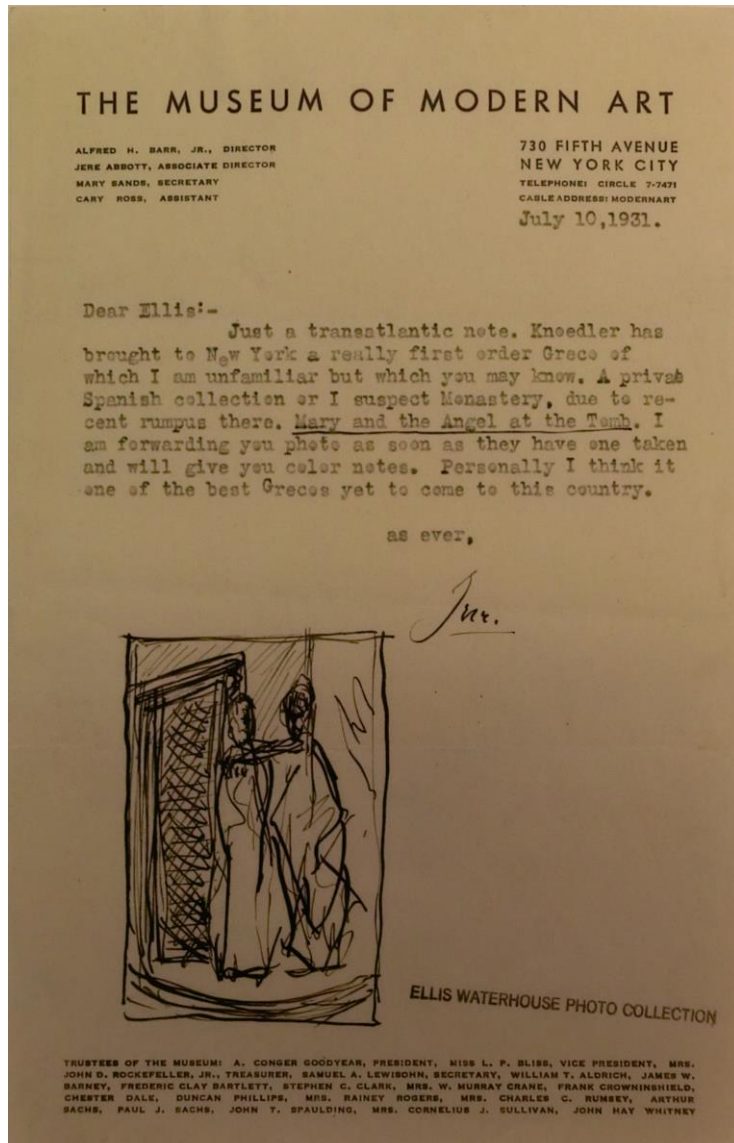 THE MUSEUM OF MODERN ART
ALFRED H. BARR, JR., DIRECTOR
JERE ABBOTT, ASSOCIATE DIRECTOR
MARY SANDS, SECRETARY
CARY ROSS, ASSISTANT
730 FIFTH AVENUE
NEW YORK CITY
TELEPHONE: CIRCLE 7-7471
CABLE ADDRESS: MODERNART
July 10,1931.
Dear Ellis:-
Just a transatlantic note. Knoedler has
brought to New York a really first order Greco of
which I am unfamiliar but which you may know. A privat
Spanish collection or I suspect Monastery, due to re-
cent rumpus there. Mary and the Angel at the Tomb. I
am forwarding you photo as soon as they have one taken
and will give you color notes. Personally I think it
one of the best Grecos yet to come to this country.
as ever,
ELLIS WATERHOUSE PHOTO COLLECTION
TRUSTEES OF THE MUSEUM: A. CONGER GOODYEAR, PRESIDENT, MISS L. P. BLISS, VICE PRESIDENT, MRS.
JOHN D. ROCKEFELLER, JR., TREASURER, SAMUEL A. LEWISOHN, SECRETARY, WILLIAM T. ALDRICH, JAMES W.
BARNEY, FREDERIC CLAY BARTLETT, STEPHEN C. CLARK, MRS. W. MURRAY CRANE, FRANK CROWNINSHIELD,
CHESTER DALE, DUNCAN PHILLIPS, MRS. RAINEY ROGERS, MRS. CHARLES C. RUMSEY, ARTHUR
SACHS, PAUL J. SACHS, JOHN T. SPAULDING, MRS. CORNELIUS J. SULLIVAN, JOHN HAY WHITNEY